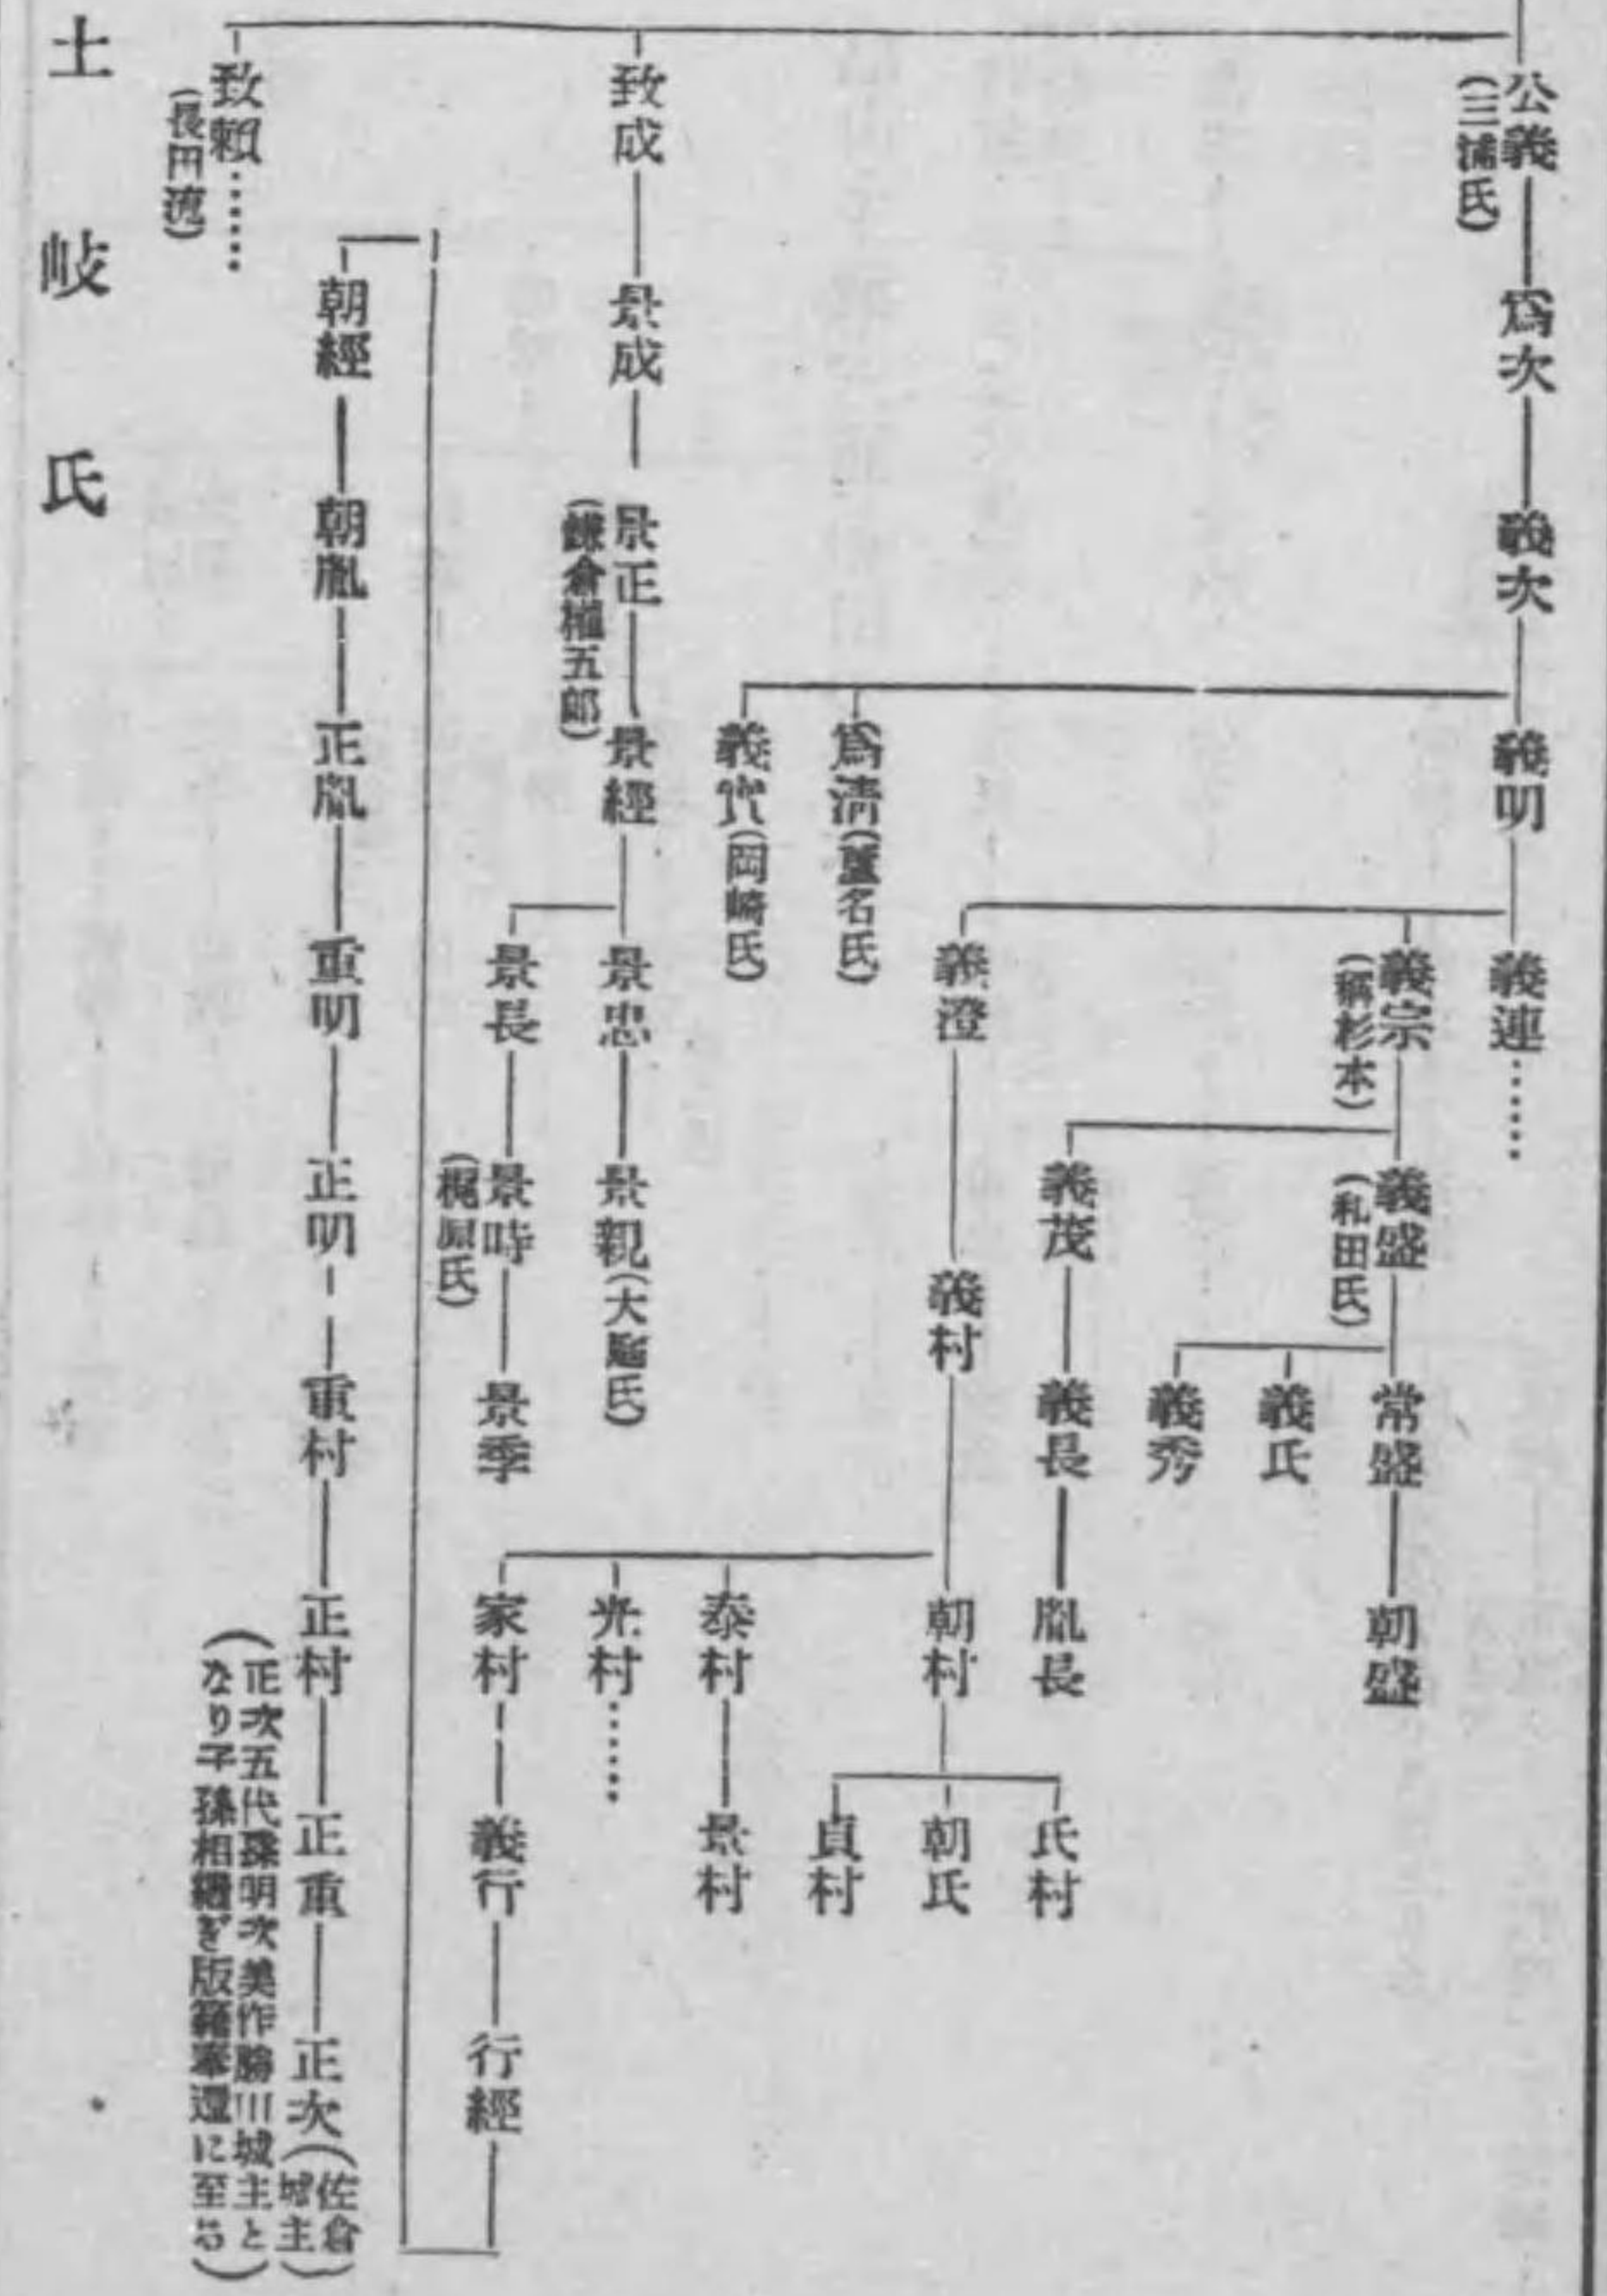 公義
(三浦氏)
爲次
義次
義明
義連……
義宗
(稱杉本)
義盛
(和田氏)
常盛
朝盛
義氏
義秀
義茂
義長
胤長
義澄
義村
朝村
氏村
朝氏
貞村
泰村
景村
光村……
家村
義行
行經
爲清(蘆名氏)
義實(岡崎氏)
致成
景成
景正
(鎌倉權五郎)
景經
景忠
景親(大庭氏)
景長
景時
(梶原氏)
景季
朝經
朝胤
正胤
重明
正明
重村
正村
正重
正次(佐倉城主)
(正次五代孫明次美作勝川城主と
なり子孫相繼ぎ版籍奉還に至る)
致賴……
(長田流)
土岐氏